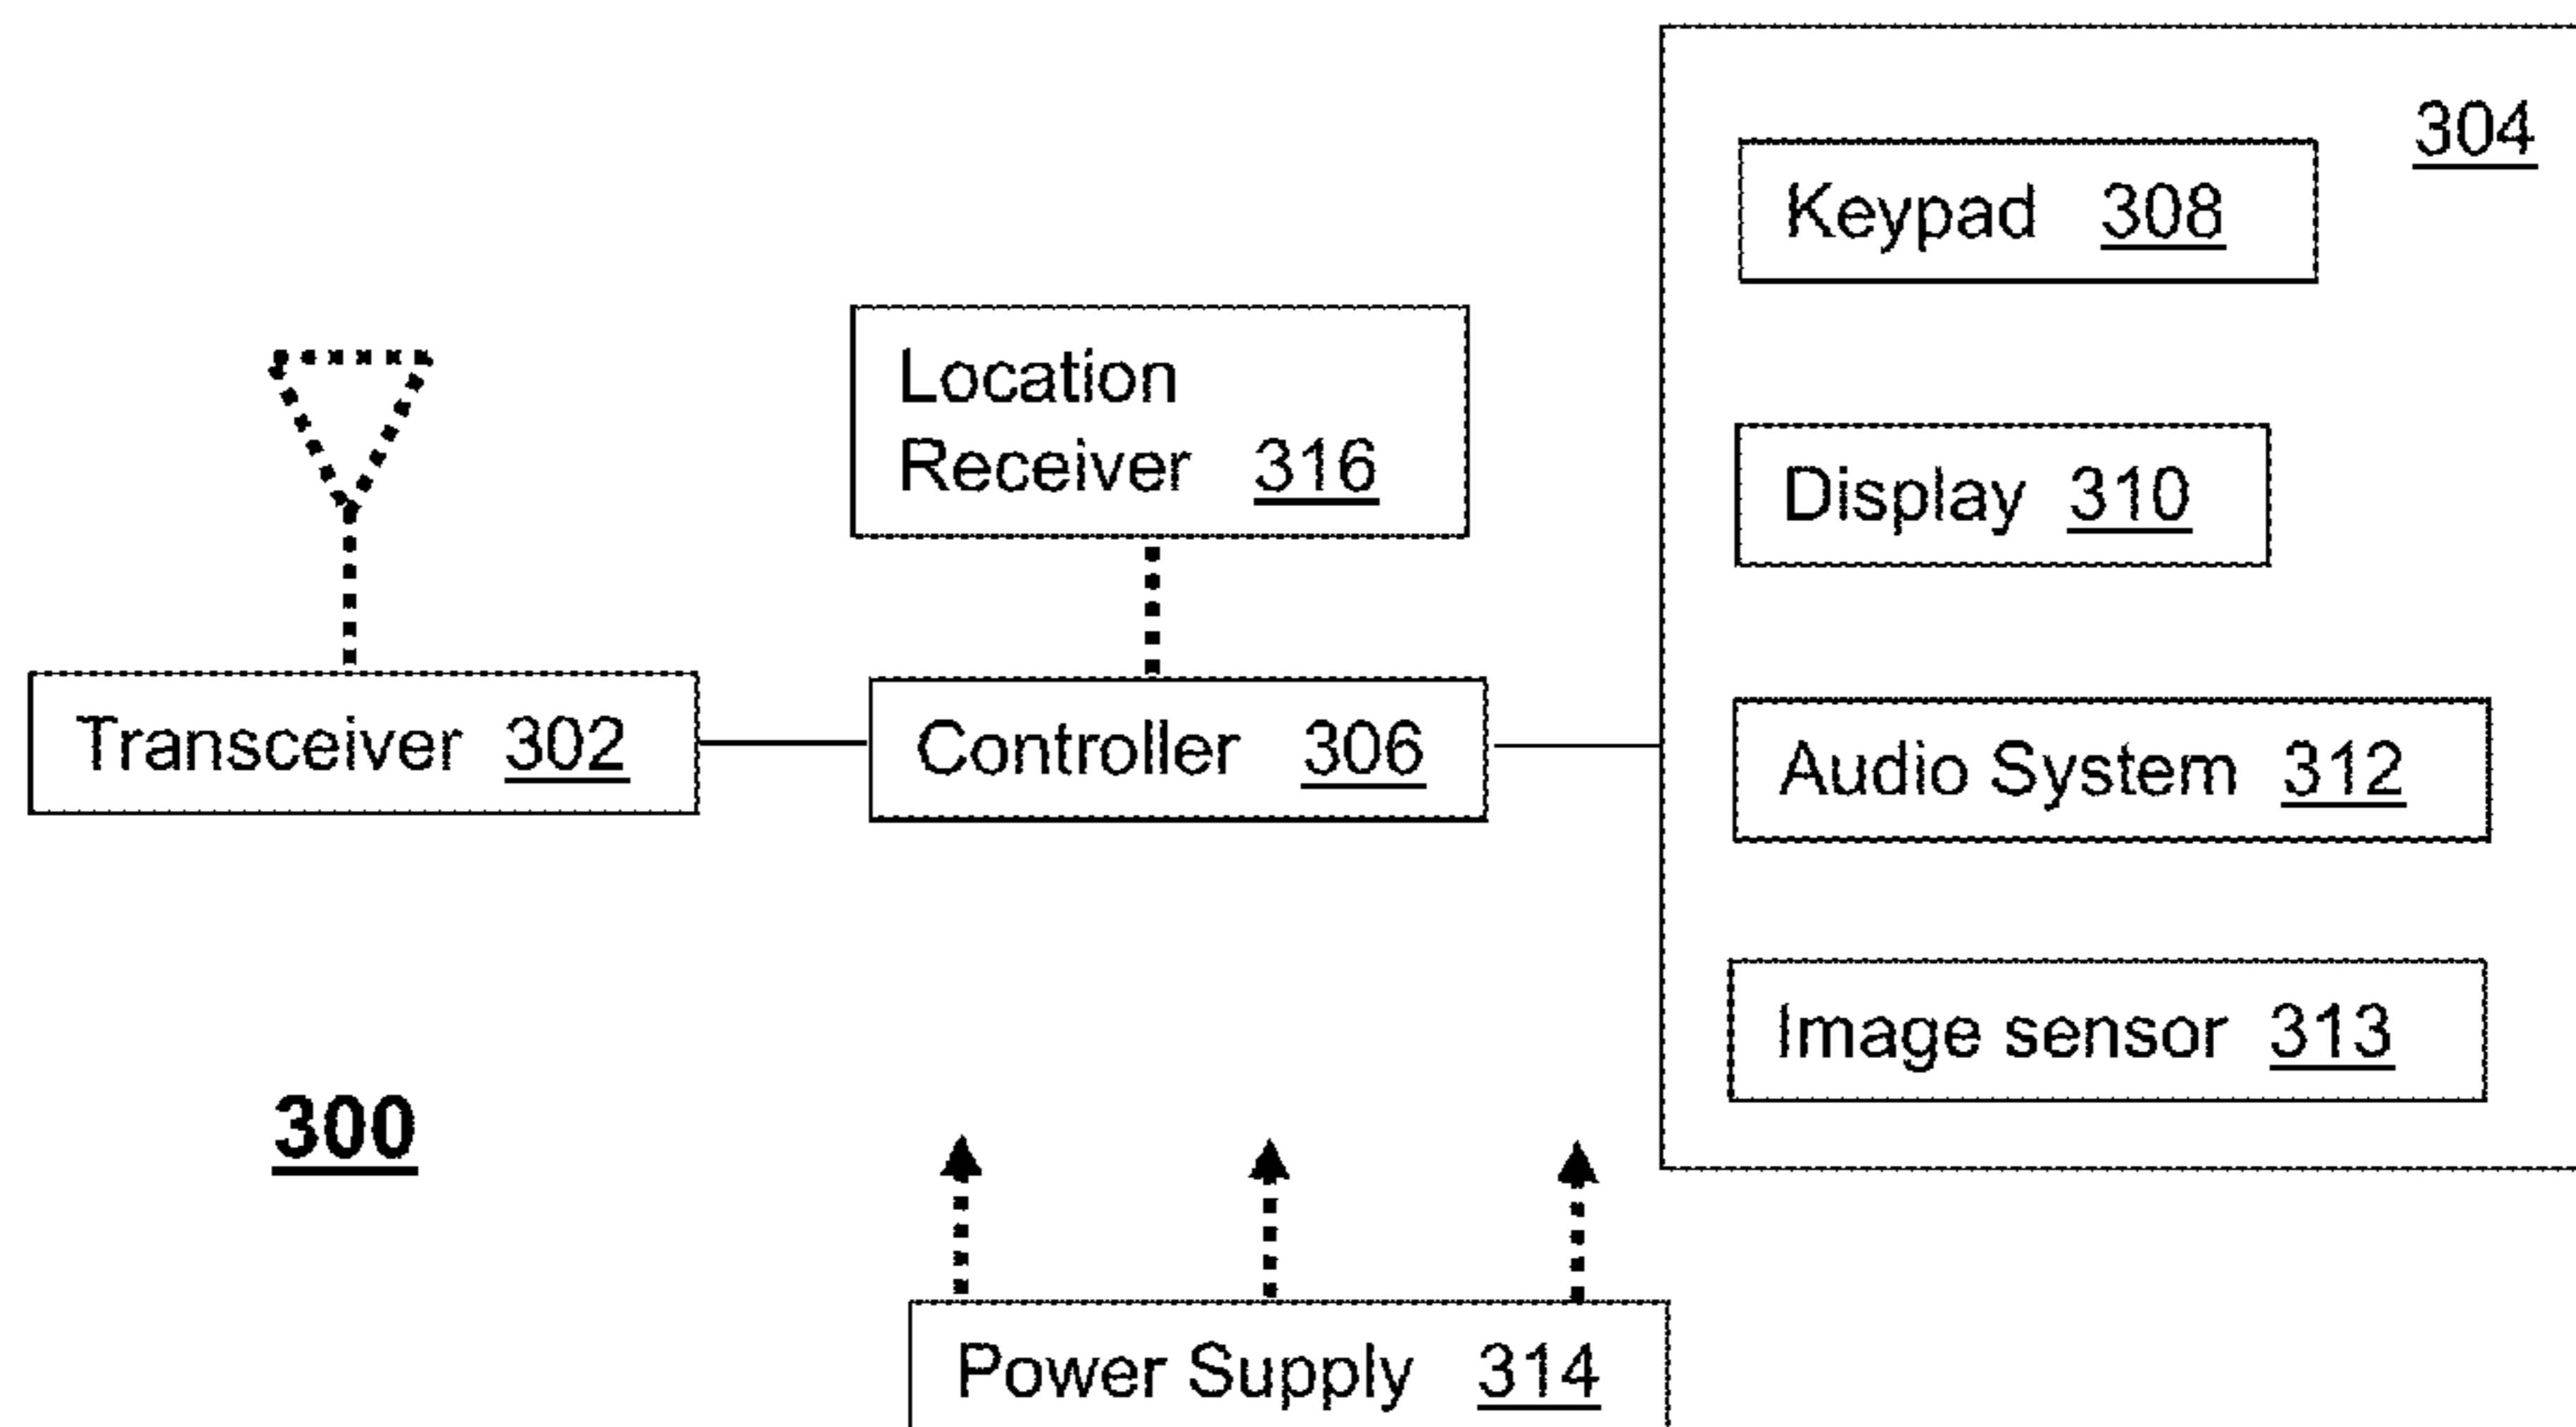 304
Keypad 308
Location
Receiver 316
Display 310
Transceiver 302
Controller 306
Audio System 312
Image sensor 313
300
Power Supply 314